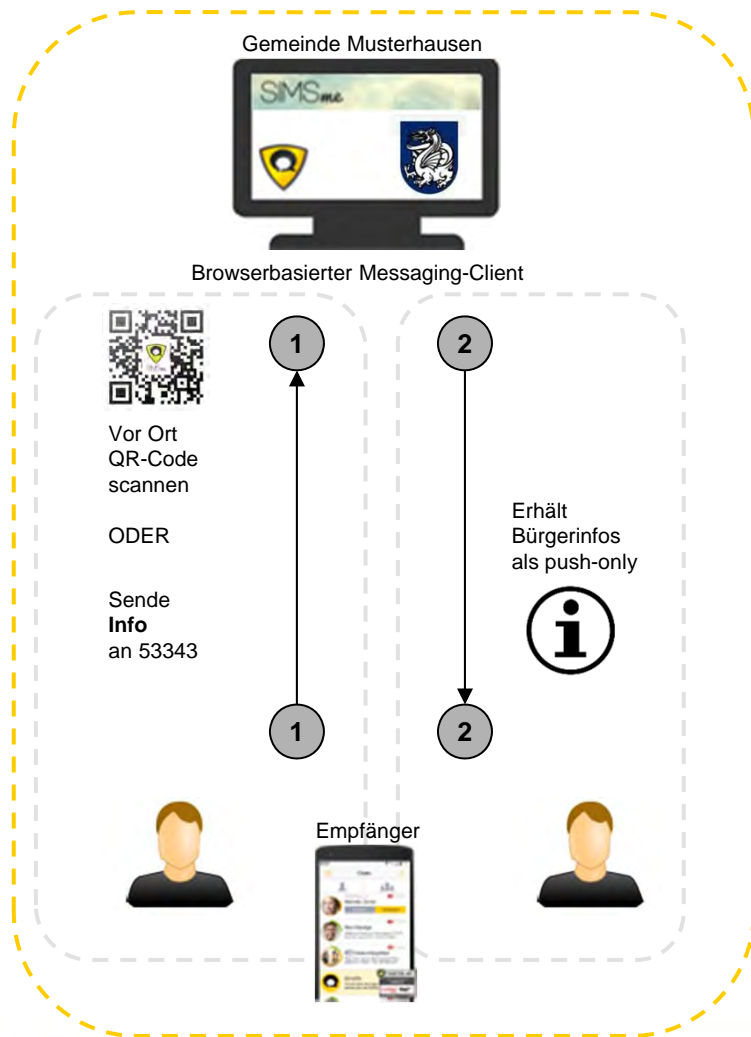 Gemeinde Musterhausen
SIMSme
Browserbasierter Messaging-Client
1
2
Vor Ort
QR-Code
scannen
ODER
Sende
Info
an 53343
Erhält
Bürgerinfos
als push-only
1
2
Empfänger